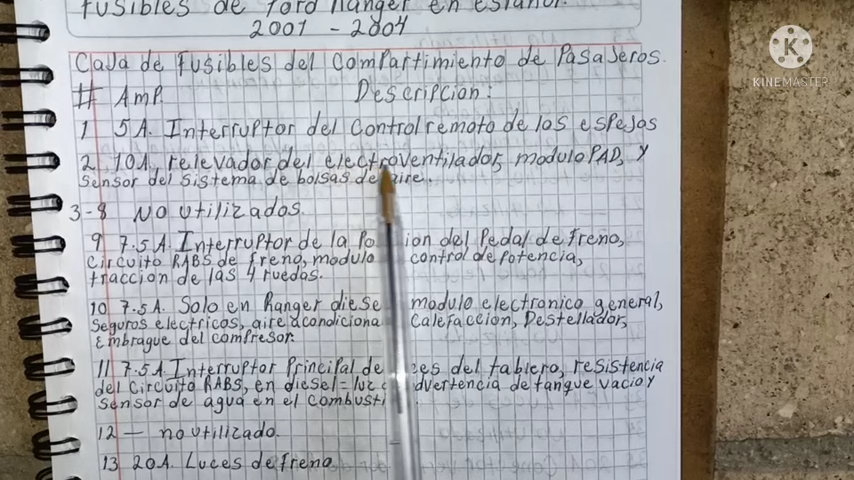 fusibles de ford Ranger en español.
2001 - 2004
Caja de fusibles del Compartimiento de Pasajeros.
# Amp. Descripcion:
1 5A. Interruptor del Control remoto de los espejos
2 10A. relevador del electroventilador, modulo PAD, y
sensor del sistema de bolsas de aire.
3-8 No utilizados.
9 7.5A. Interruptor de la del Pedal de freno,
Circuito RABS de freno, modulo control de potencia,
traccion de las 4 ruedas.
10 7.5A. Solo en Ranger diesel modulo electronico general,
Seguros electricos, aire acondicionado Calefaccion, Destellador,
Embrague del compresor.
11 7.5A. Interruptor Principal de luces del tablero, resistencia
del Circuito RABS, en diesel = luz advertencia de tanque vacio y
sensor de agua en el
12 — no utilizado.
13 20A. Luces de freno
K
KINEMASTER